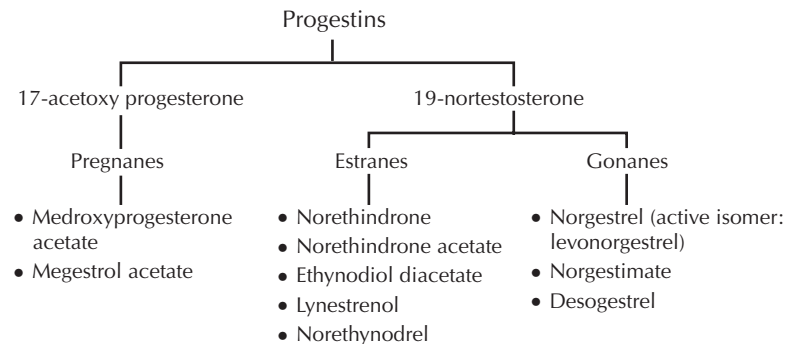 Progestins
17-acetoxy progesterone
19-nortestosterone
Pregnanes
Estranes
Gonanes
• Medroxyprogesterone
acetate
• Megestrol acetate
• Norethindrone
• Norethindrone acetate
• Ethynodiol diacetate
• Lynestrenol
• Norethynodrel
• Norgestrel (active isomer:
levonorgestrel)
• Norgestimate
• Desogestrel